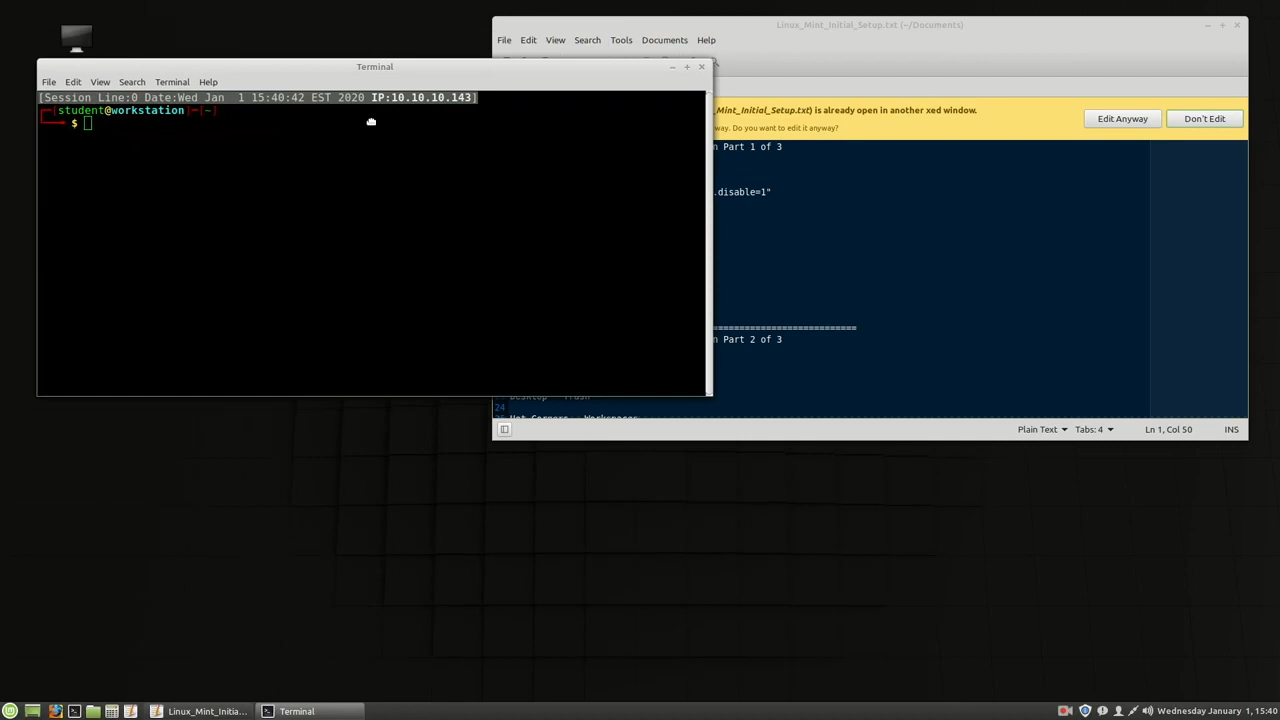 Linux_Mint_Initial_Setup.txt (~/Documents)
File Edit View Search Tools Documents Help
Terminal
File Edit View Search Terminal Help
[Session Line:0 Date:Wed Jan  1 15:40:42 EST 2020 IP:10.10.10.143]
[student@workstation]─[~]
$
_Mint_Initial_Setup.txt) is already open in another xed window.
way. Do you want to edit it anyway?
Edit Anyway
Don't Edit
n Part 1 of 3
.disable=1"
===========================
n Part 2 of 3
24
Plain Text
Tabs: 4
Ln 1, Col 50
INS
Linux_Mint_Initia...
Terminal
Wednesday January 1, 15:40